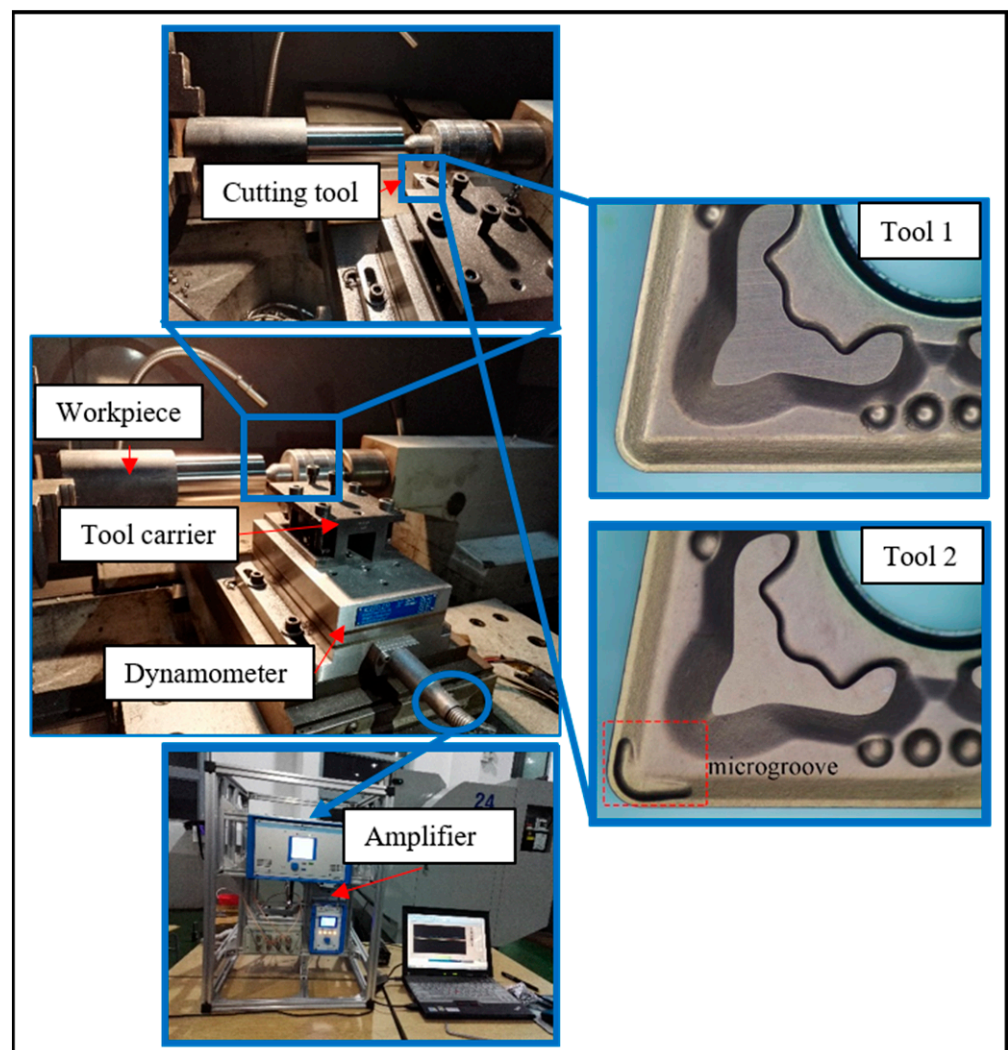 Cutting tool
Tool 1
Workpiece
Tool carrier
Dynamometer
Tool 2
microgroove
24
Amplifier